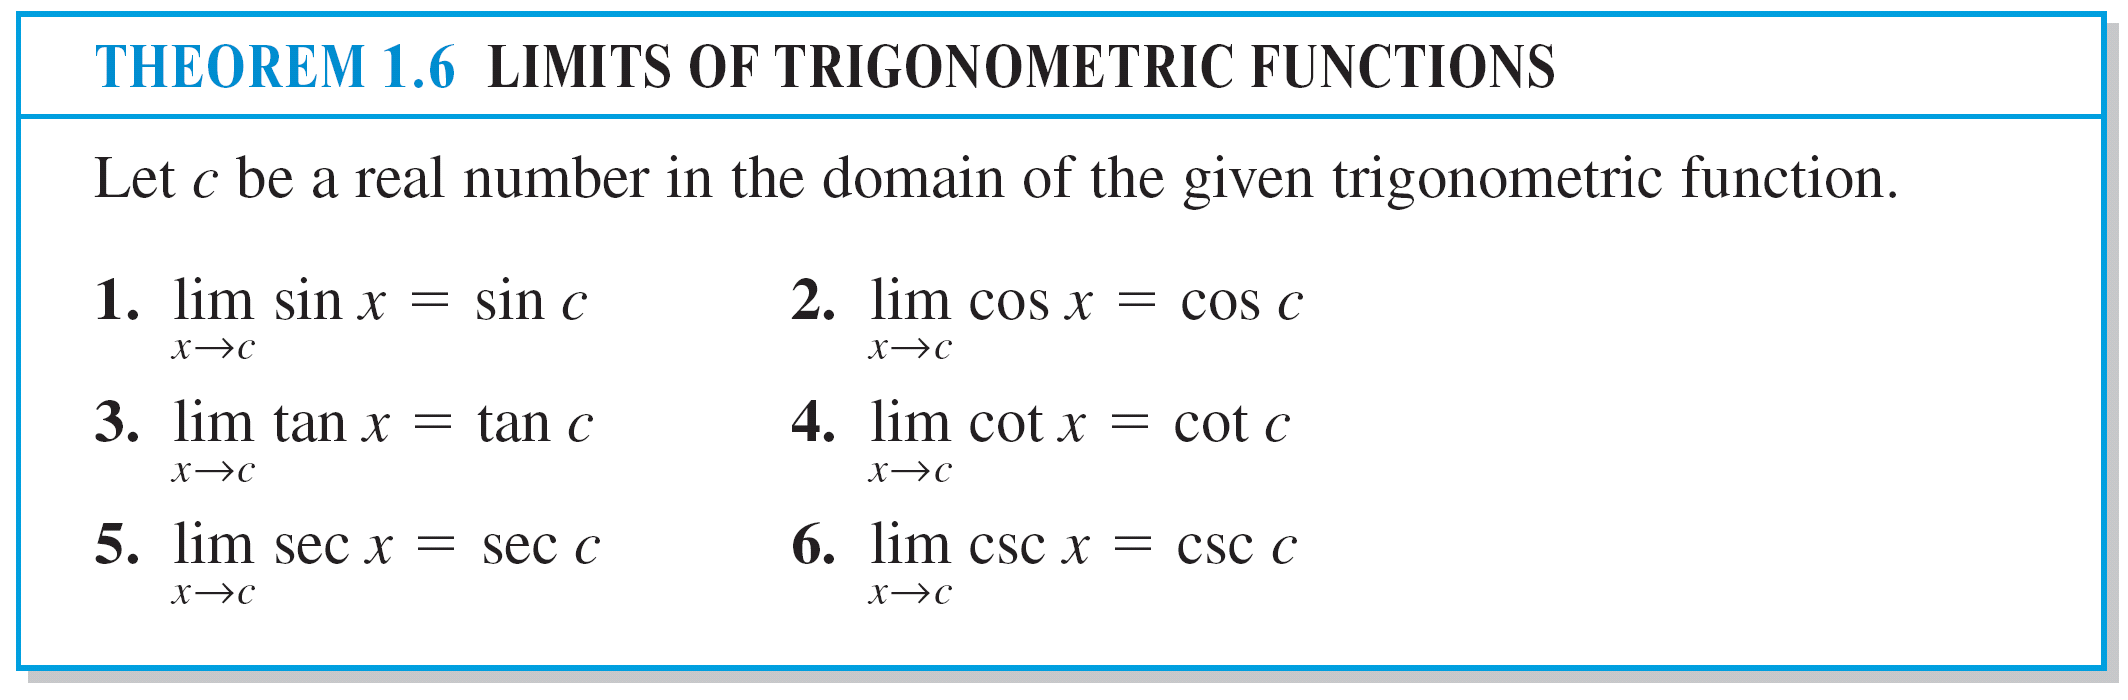 THEOREM 1.6 LIMITS OF TRIGONOMETRIC FUNCTIONS
Let c be a real number in the domain of the given trigonometric function.
1. lim sin x = sin c 2. lim cos x = cos c
x→c x→c
3. lim tan x = tan c 4. lim cot x = cot c
x→c x→c
5. lim sec x = sec c 6. lim csc x = csc c
x→c x→c